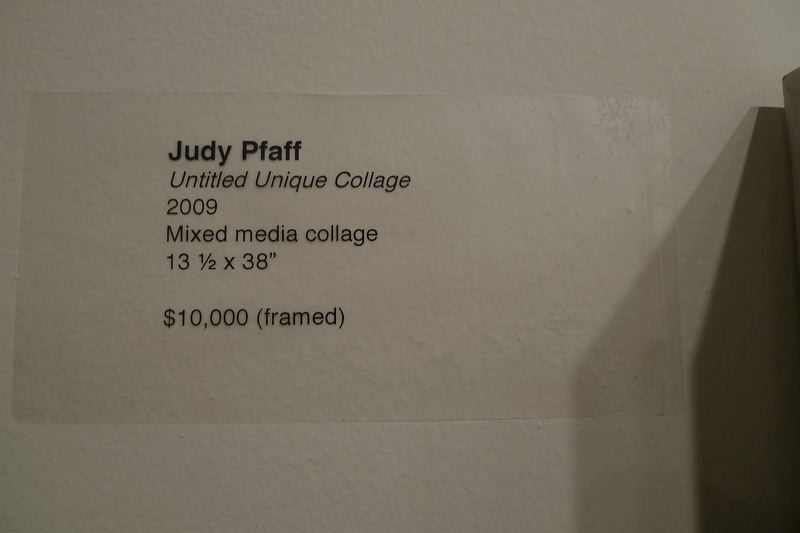 Judy Pfaff
Untitled Unique Collage
2009
Mixed media collage
13 ½ x 38”
$10,000 (framed)